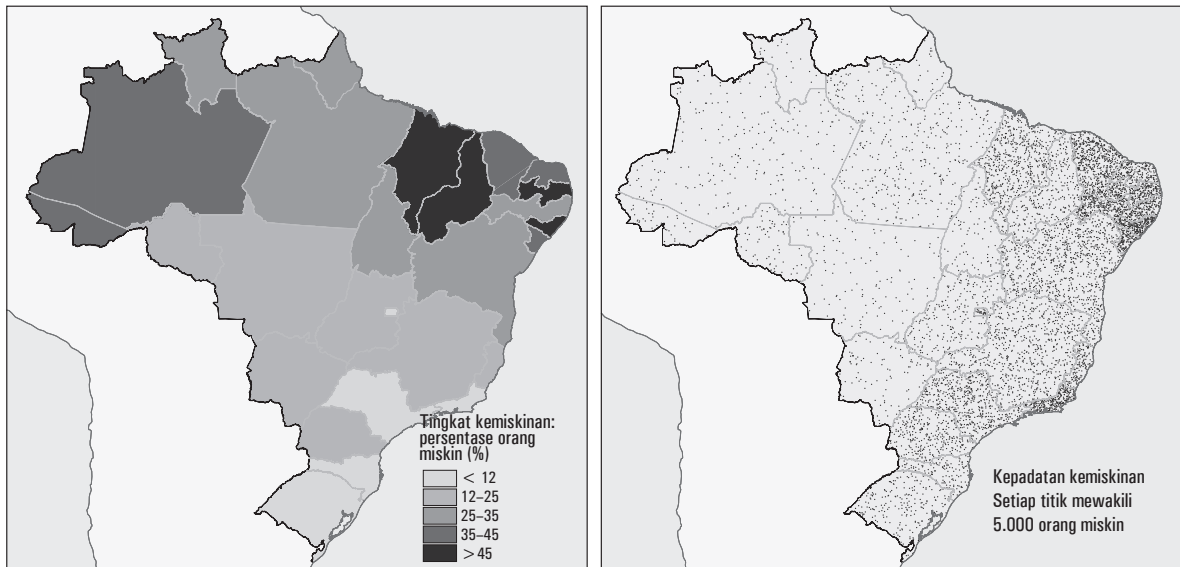 Tingkat kemiskinan:
persentase orang
miskin (%)
< 12
12–25
25–35
35–45
> 45
Kepadatan kemiskinan
Setiap titik mewakili
5.000 orang miskin